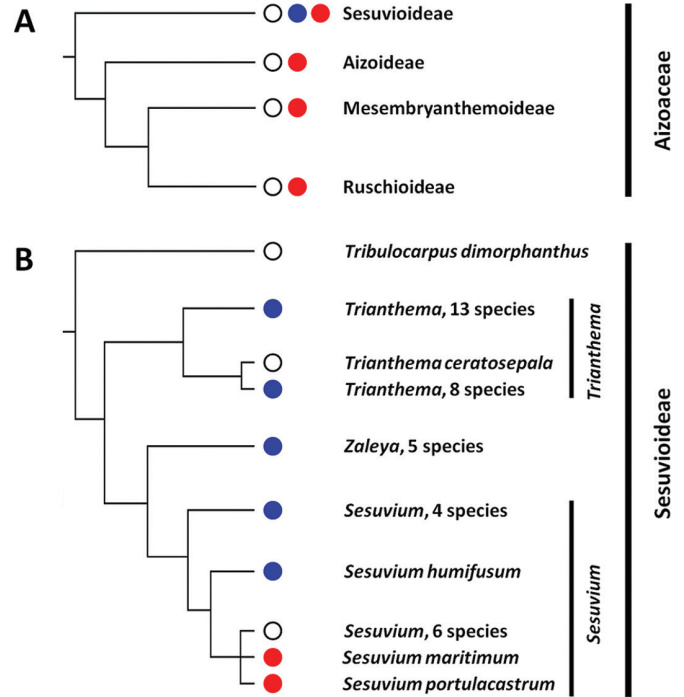 A
Sesuvioideae
Aizoideae
Mesembryanthemoideae
Ruschioideae
Aizoaceae
B
Tribulocarpus dimorphanthus
Trianthema, 13 species
Trianthema ceratosepala
Trianthema, 8 species
Trianthema
Zaleya, 5 species
Sesuvium, 4 species
Sesuvium humifusum
Sesuvium, 6 species
Sesuvium maritimum
Sesuvium portulacastrum
Sesuvium
Sesuvioideae